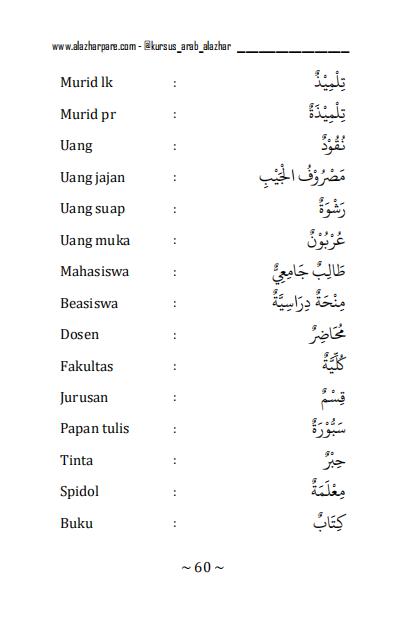 www.alazharpare.com - @kursus_arab_alazhar
Murid lk : تِلْمِيْذٌ
Murid pr : تِلْمِيْذَةٌ
Uang : نُقُوْدٌ
Uang jajan : مَصْرُوْفُ الْجَيْبِ
Uang suap : رَشْوَةٌ
Uang muka : عُرْبُوْنٌ
Mahasiswa : طَالِبٌ جَامِعِيٌّ
Beasiswa : مِنْحَةٌ دِرَاسِيَّةٌ
Dosen : مُحَاضِرٌ
Fakultas : كُلِّيَّةٌ
Jurusan : قِسْمٌ
Papan tulis : سَبُّوْرَةٌ
Tinta : حِبْرٌ
Spidol : مِعْلَمَةٌ
Buku : كِتَابٌ
~ 60 ~